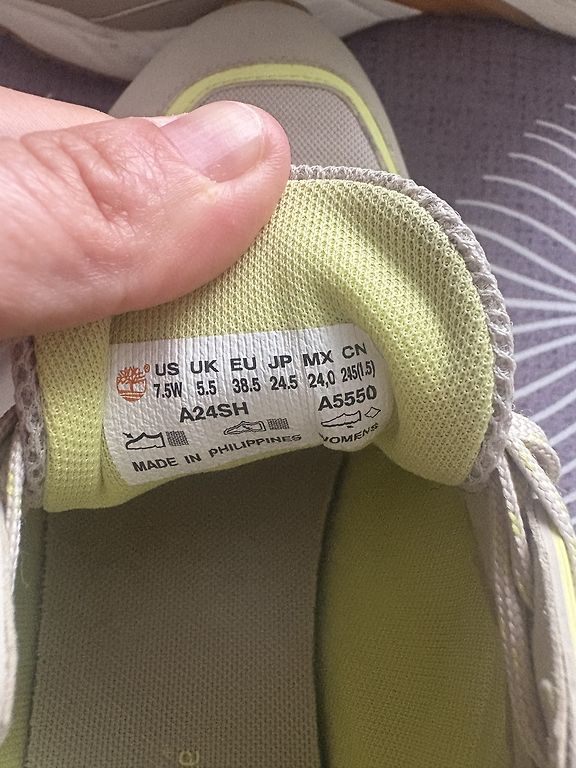 ® US UK EU JP MX CN
7.5W 5.5 38.5 24.5 24,0 245(1.5)
A24SH A5550
WOMENS
MADE IN PHILIPPINES